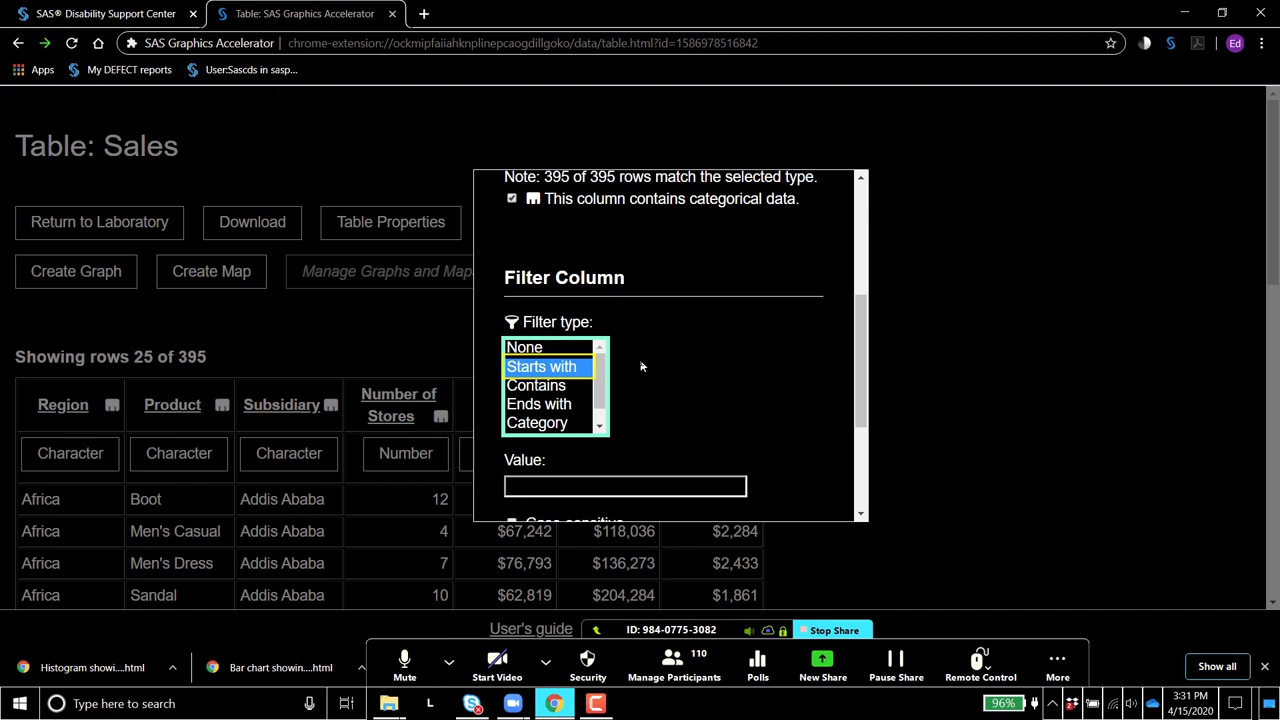 SAS® Disability Support Center
Table: SAS Graphics Accelerator
SAS Graphics Accelerator
chrome-extension://ockmipfaiiahknplinepcaogdillgoko/data/table.html?id=1586978516842
Ed
Apps
My DEFECT reports
User:Sascds in sasp...
Table: Sales
Return to Laboratory
Download
Table Properties
Create Graph
Create Map
Manage Graphs and Map
Note: 395 of 395 rows match the selected type.
This column contains categorical data.
Filter Column
Filter type:
None
Starts with
Contains
Ends with
Category
Value:
Case sensitive
Showing rows 25 of 395
Region Product Subsidiary Number of Stores
Character Character Character Number
Africa Boot Addis Ababa 12
Africa Men's Casual Addis Ababa 4 $67,242 $118,036 $2,284
Africa Men's Dress Addis Ababa 7 $76,793 $136,273 $2,433
Africa Sandal Addis Ababa 10 $62,819 $204,284 $1,861
User's guide
ID: 984-0775-3082
Stop Share
Mute
Start Video
Security
110
Manage Participants
Polls
New Share
Pause Share
Remote Control
More
Histogram showi....html
Bar chart showin....html
Show all
Type here to search
L
96%
3:31 PM
4/15/2020